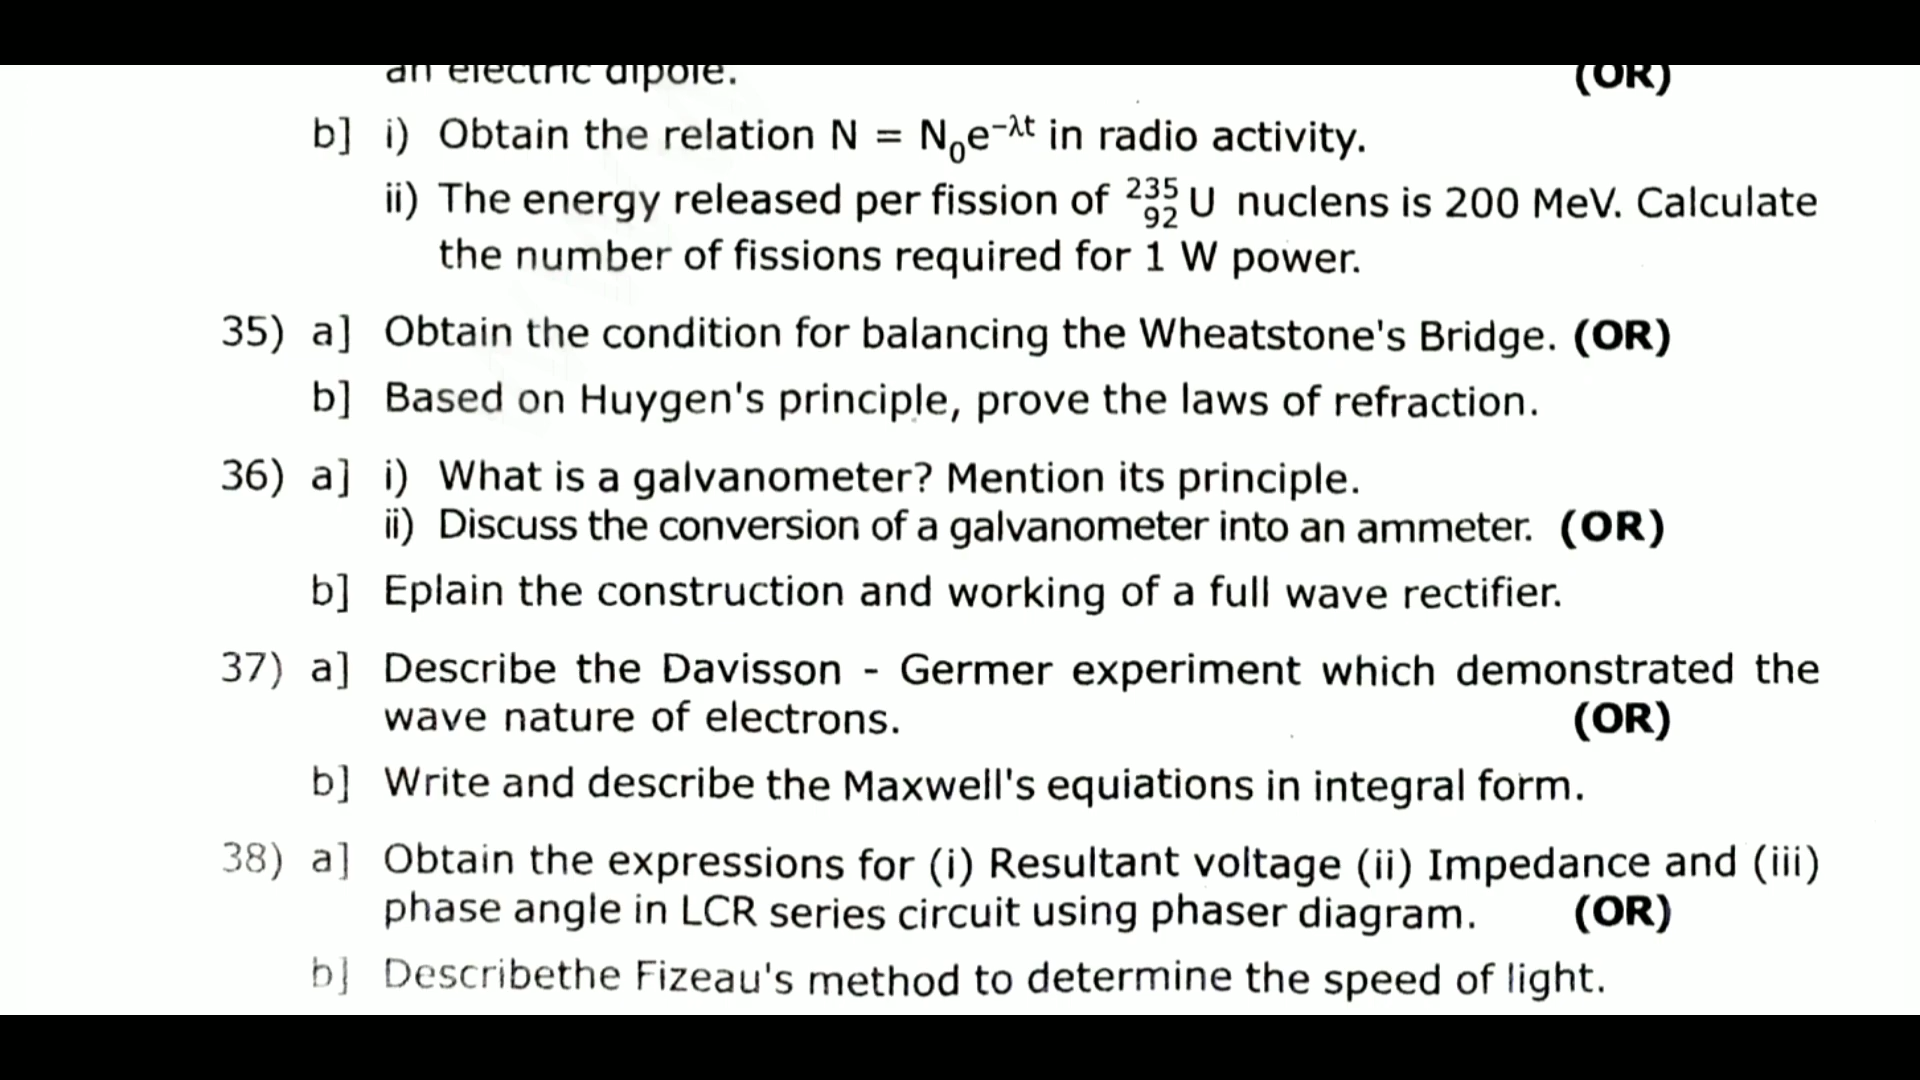 an electric dipole. (OR)
b] i) Obtain the relation N = N₀e⁻λᵗ in radio activity.
ii) The energy released per fission of ²³⁵₉₂U nuclens is 200 MeV. Calculate
the number of fissions required for 1 W power.
35) a] Obtain the condition for balancing the Wheatstone's Bridge. (OR)
b] Based on Huygen's principle, prove the laws of refraction.
36) a] i) What is a galvanometer? Mention its principle.
ii) Discuss the conversion of a galvanometer into an ammeter. (OR)
b] Eplain the construction and working of a full wave rectifier.
37) a] Describe the Davisson - Germer experiment which demonstrated the
wave nature of electrons. (OR)
b] Write and describe the Maxwell's equiations in integral form.
38) a] Obtain the expressions for (i) Resultant voltage (ii) Impedance and (iii)
phase angle in LCR series circuit using phaser diagram. (OR)
b] Describethe Fizeau's method to determine the speed of light.